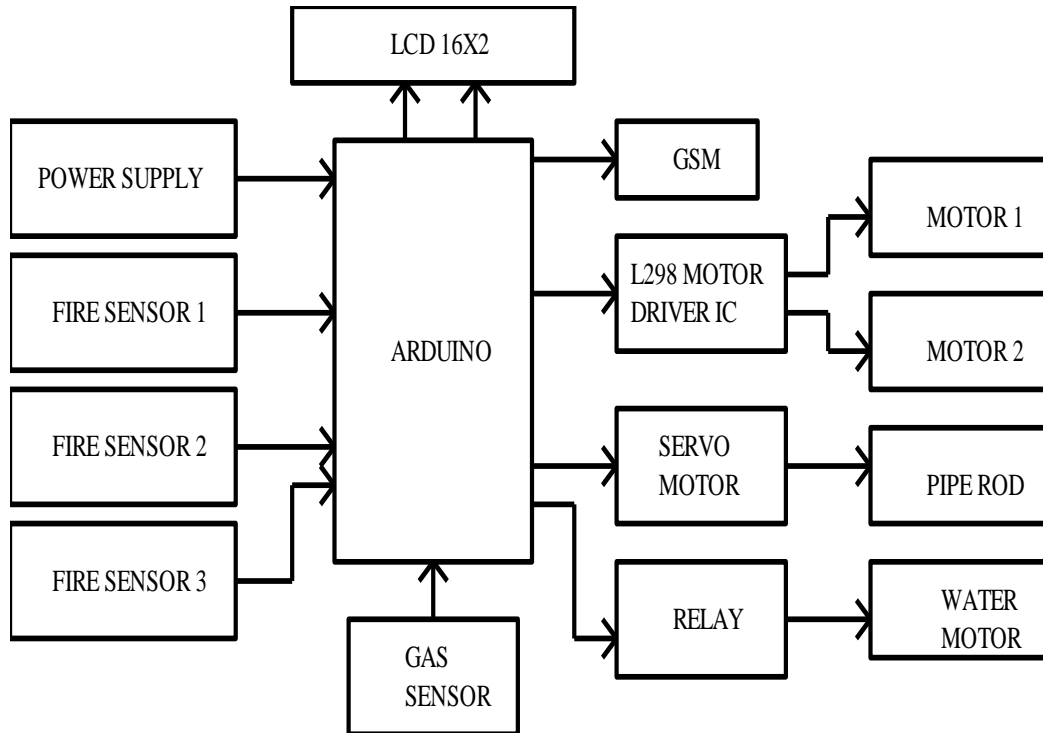 LCD 16X2
POWER SUPPLY
FIRE SENSOR 1
FIRE SENSOR 2
FIRE SENSOR 3
ARDUINO
GAS
SENSOR
GSM
L298 MOTOR
DRIVER IC
SERVO
MOTOR
RELAY
MOTOR 1
MOTOR 2
PIPE ROD
WATER
MOTOR